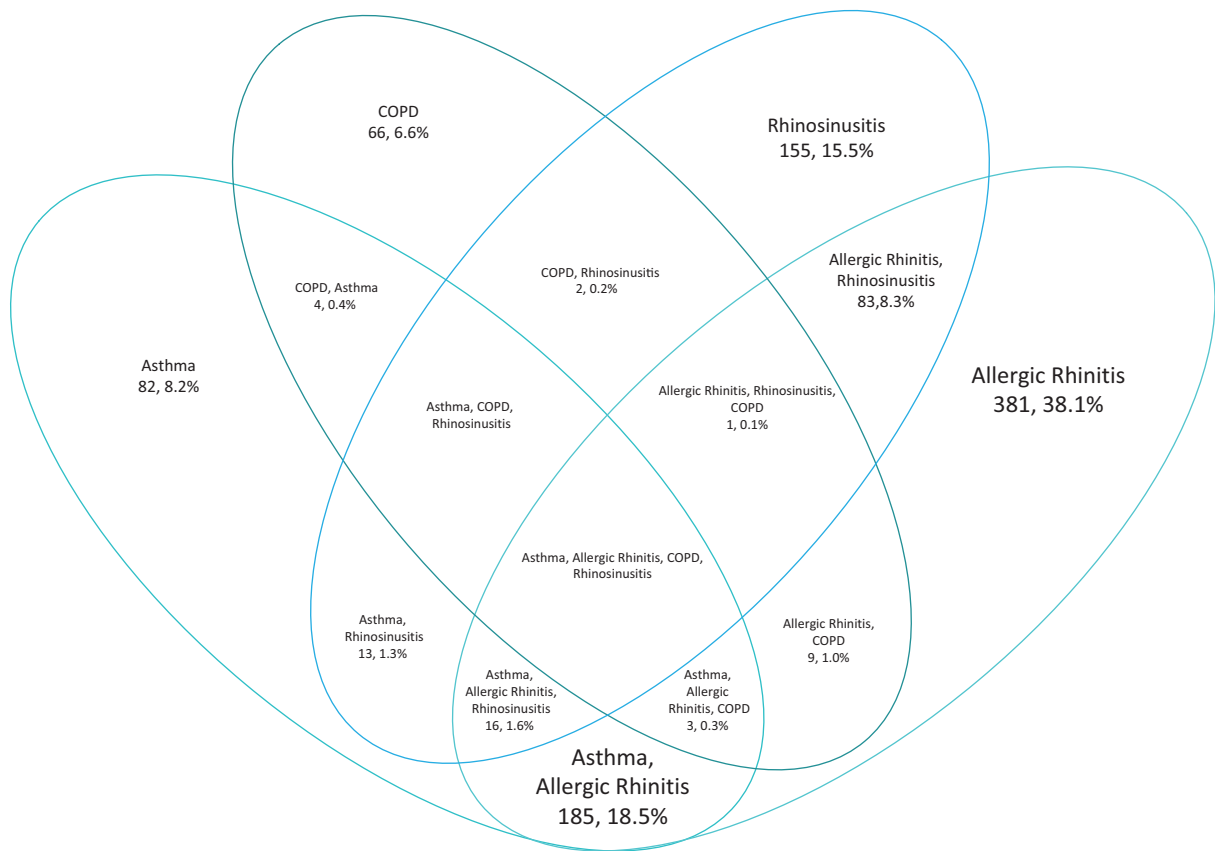 COPD
66, 6.6%
Rhinosinusitis
155, 15.5%
COPD, Rhinosinusitis
2, 0.2%
Allergic Rhinitis,
Rhinosinusitis
83,8.3%
COPD, Asthma
4, 0.4%
Asthma
82, 8.2%
Allergic Rhinitis
381, 38.1%
Asthma, COPD,
Rhinosinusitis
Allergic Rhinitis, Rhinosinusitis,
COPD
1, 0.1%
Asthma, Allergic Rhinitis, COPD,
Rhinosinusitis
Asthma,
Rhinosinusitis
13, 1.3%
Allergic Rhinitis,
COPD
9, 1.0%
Asthma,
Allergic Rhinitis,
Rhinosinusitis
16, 1.6%
Asthma,
Allergic
Rhinitis, COPD
3, 0.3%
Asthma,
Allergic Rhinitis
185, 18.5%